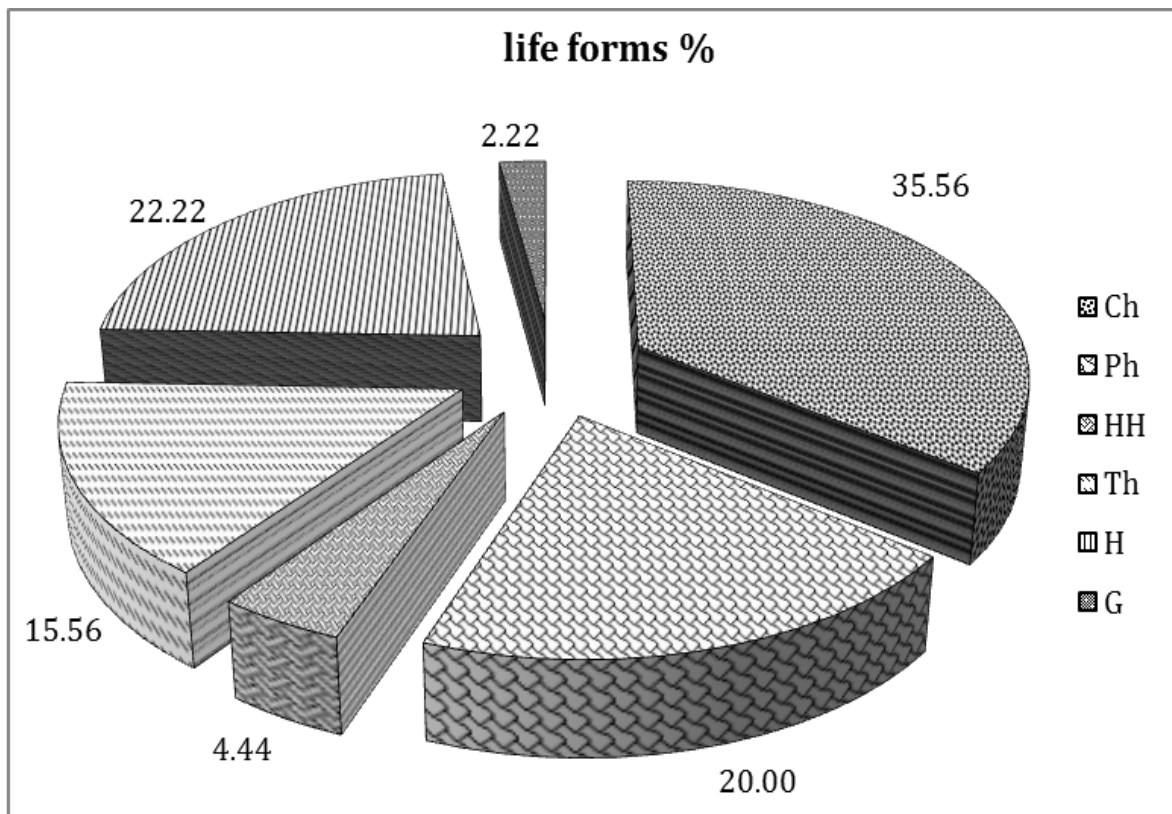 life forms %
2.22
35.56
22.22
15.56
4.44
20.00
Ch
Ph
HH
Th
H
G